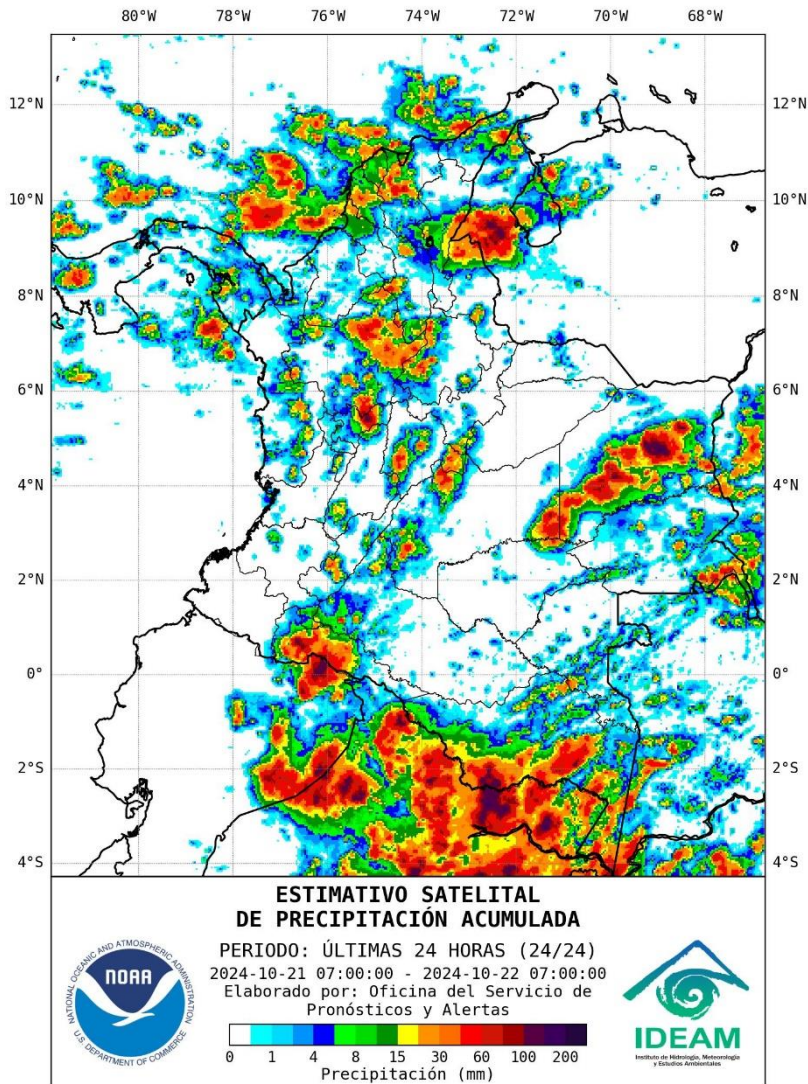 80°W 78°W 76°W 74°W 72°W 70°W 68°W
12°N 12°N
10°N 10°N
8°N 8°N
6°N 6°N
4°N 4°N
2°N 2°N
0° 0°
2°S 2°S
4°S 4°S
ESTIMATIVO SATELITAL
DE PRECIPITACIÓN ACUMULADA
PERIODO: ÚLTIMAS 24 HORAS (24/24)
2024-10-21 07:00:00 - 2024-10-22 07:00:00
Elaborado por: Oficina del Servicio de
Pronósticos y Alertas
0 1 4 8 15 30 60 100 200
Precipitación (mm)
NATIONAL OCEANIC AND ATMOSPHERIC ADMINISTRATION
NOAA
U.S. DEPARTMENT OF COMMERCE
IDEAM
Instituto de Hidrología, Meteorología
y Estudios Ambientales